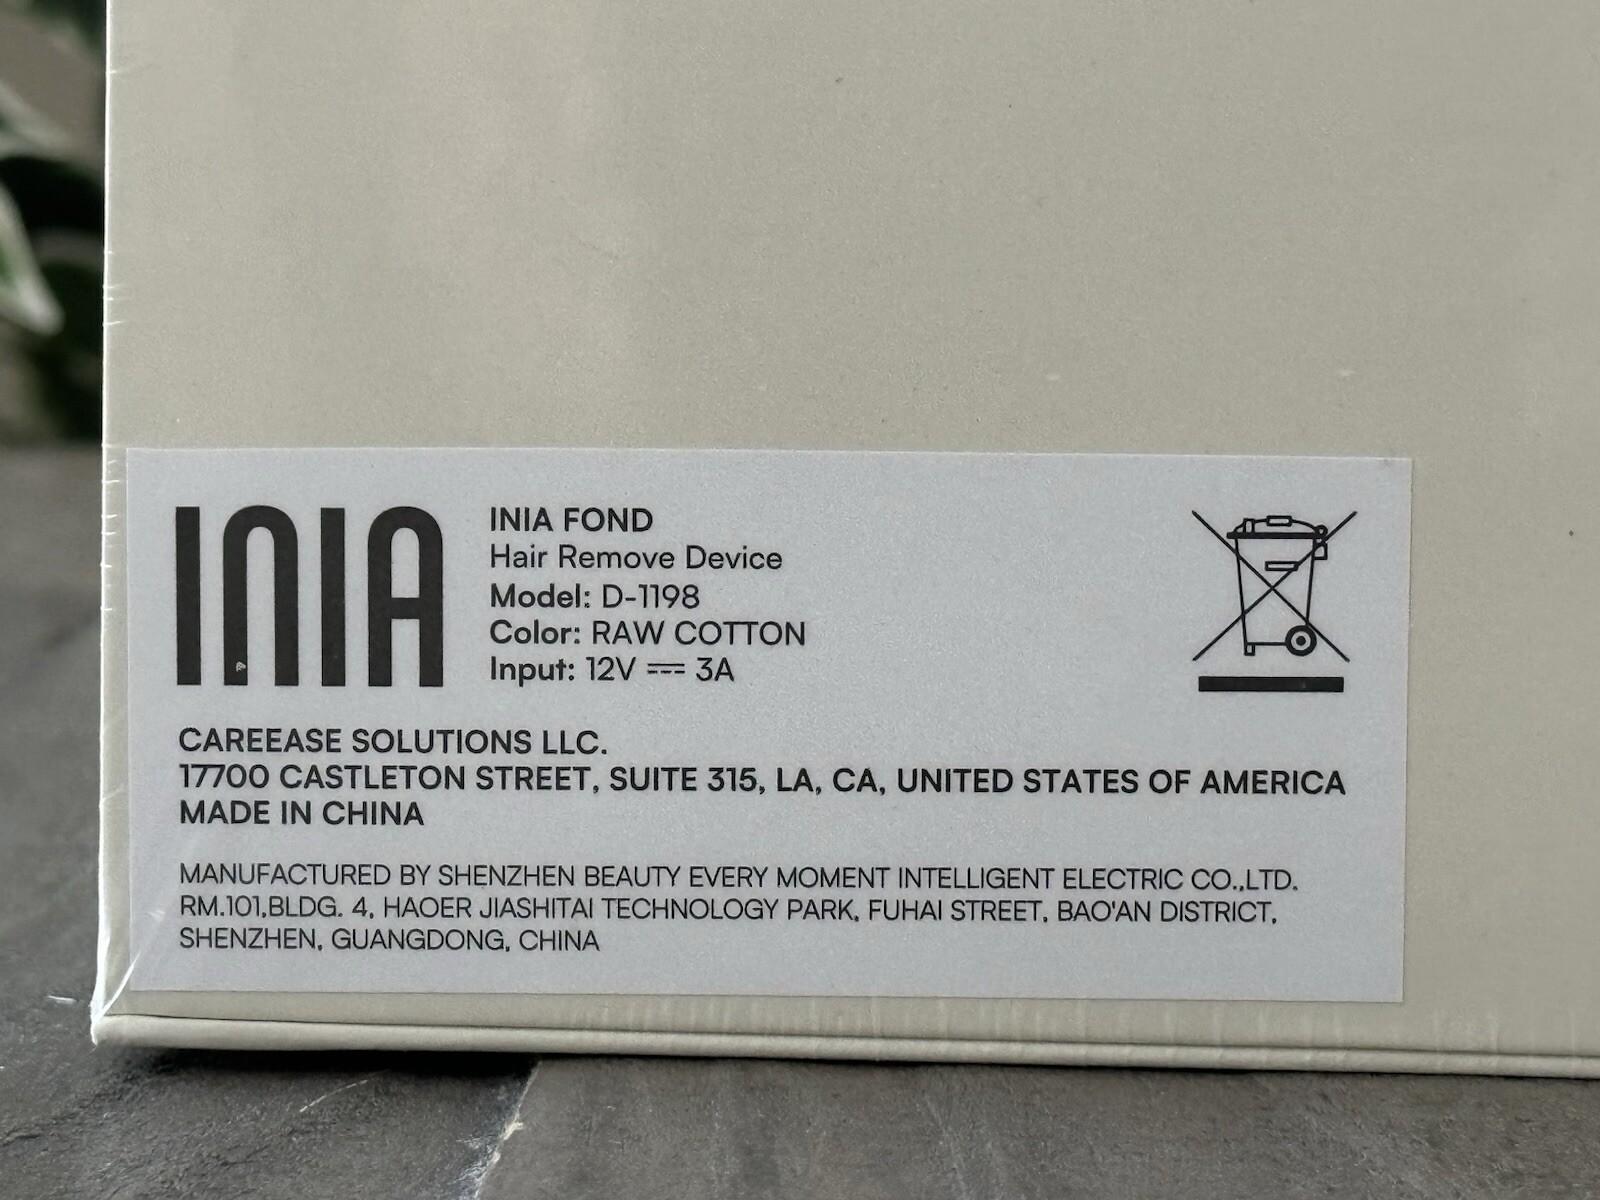 INIA
INIA FOND
Hair Remove Device
Model: D-1198
Color: RAW COTTON
Input: 12V ⎓ 3A
CAREEASE SOLUTIONS LLC.
17700 CASTLETON STREET, SUITE 315, LA, CA, UNITED STATES OF AMERICA
MADE IN CHINA
MANUFACTURED BY SHENZHEN BEAUTY EVERY MOMENT INTELLIGENT ELECTRIC CO.,LTD.
RM.101,BLDG. 4, HAOER JIASHITAI TECHNOLOGY PARK, FUHAI STREET, BAO'AN DISTRICT,
SHENZHEN, GUANGDONG, CHINA